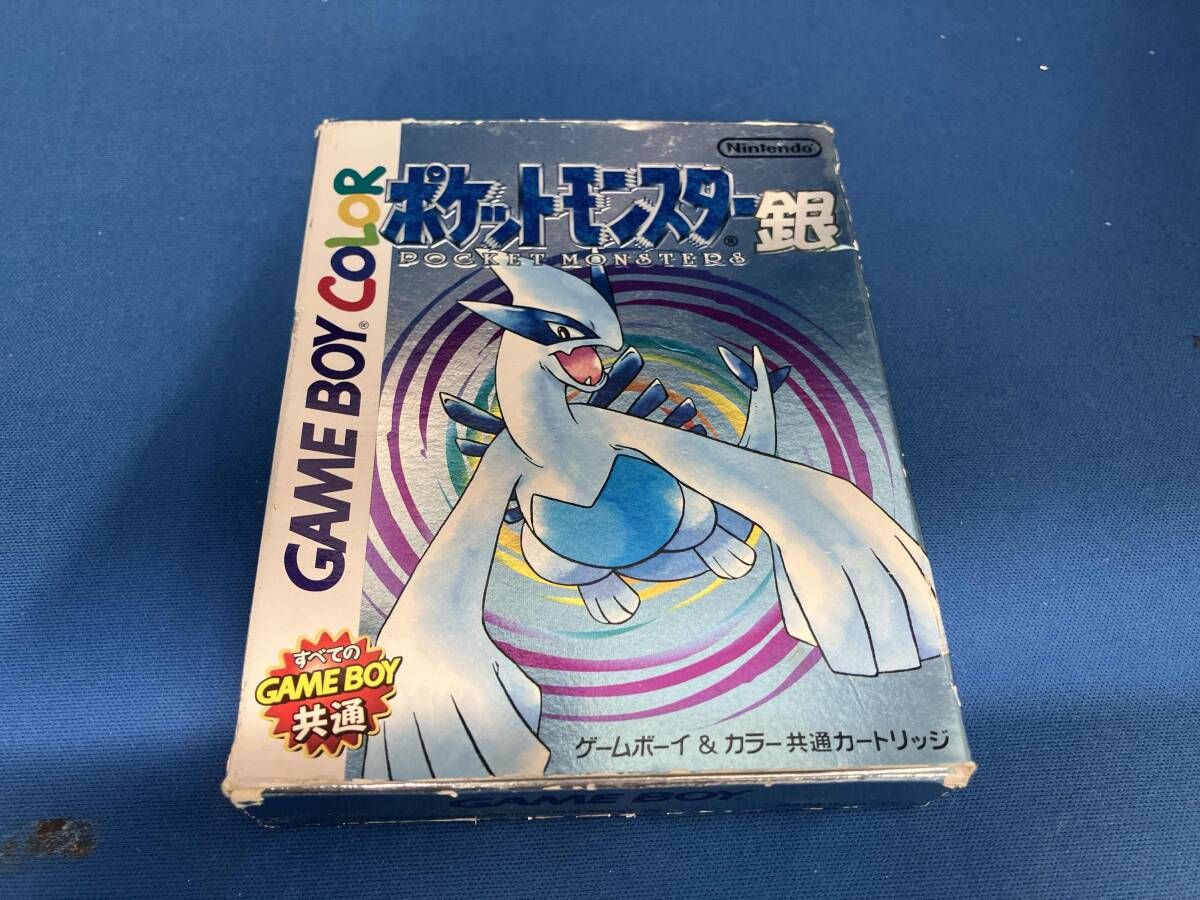 Nintendo
ポケットモンスター®銀
POCKET MONSTERS
GAME BOY® COLOR
すべての
GAME BOY
共通
ゲームボーイ & カラー共通カートリッジ
GAME BOY